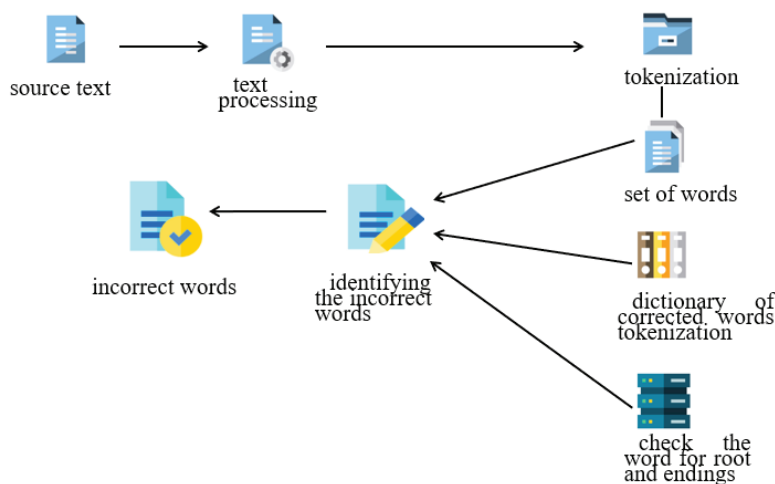 source text
text
processing
tokenization
set of words
incorrect words
identifying
the incorrect
words
dictionary of
corrected words
tokenization
check the
word for root
and endings